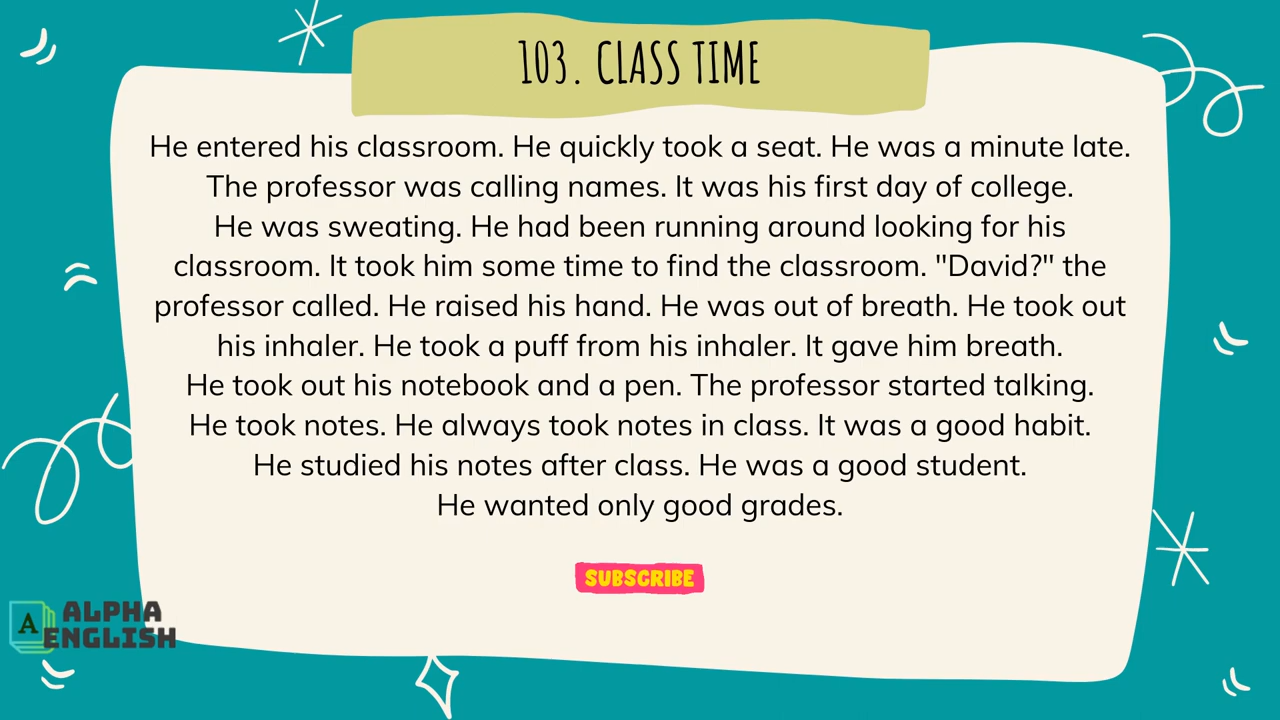 103. CLASS TIME
He entered his classroom. He quickly took a seat. He was a minute late.
The professor was calling names. It was his first day of college.
He was sweating. He had been running around looking for his
classroom. It took him some time to find the classroom. "David?" the
professor called. He raised his hand. He was out of breath. He took out
his inhaler. He took a puff from his inhaler. It gave him breath.
He took out his notebook and a pen. The professor started talking.
He took notes. He always took notes in class. It was a good habit.
He studied his notes after class. He was a good student.
He wanted only good grades.
SUBSCRIBE
A
ALPHA
ENGLISH